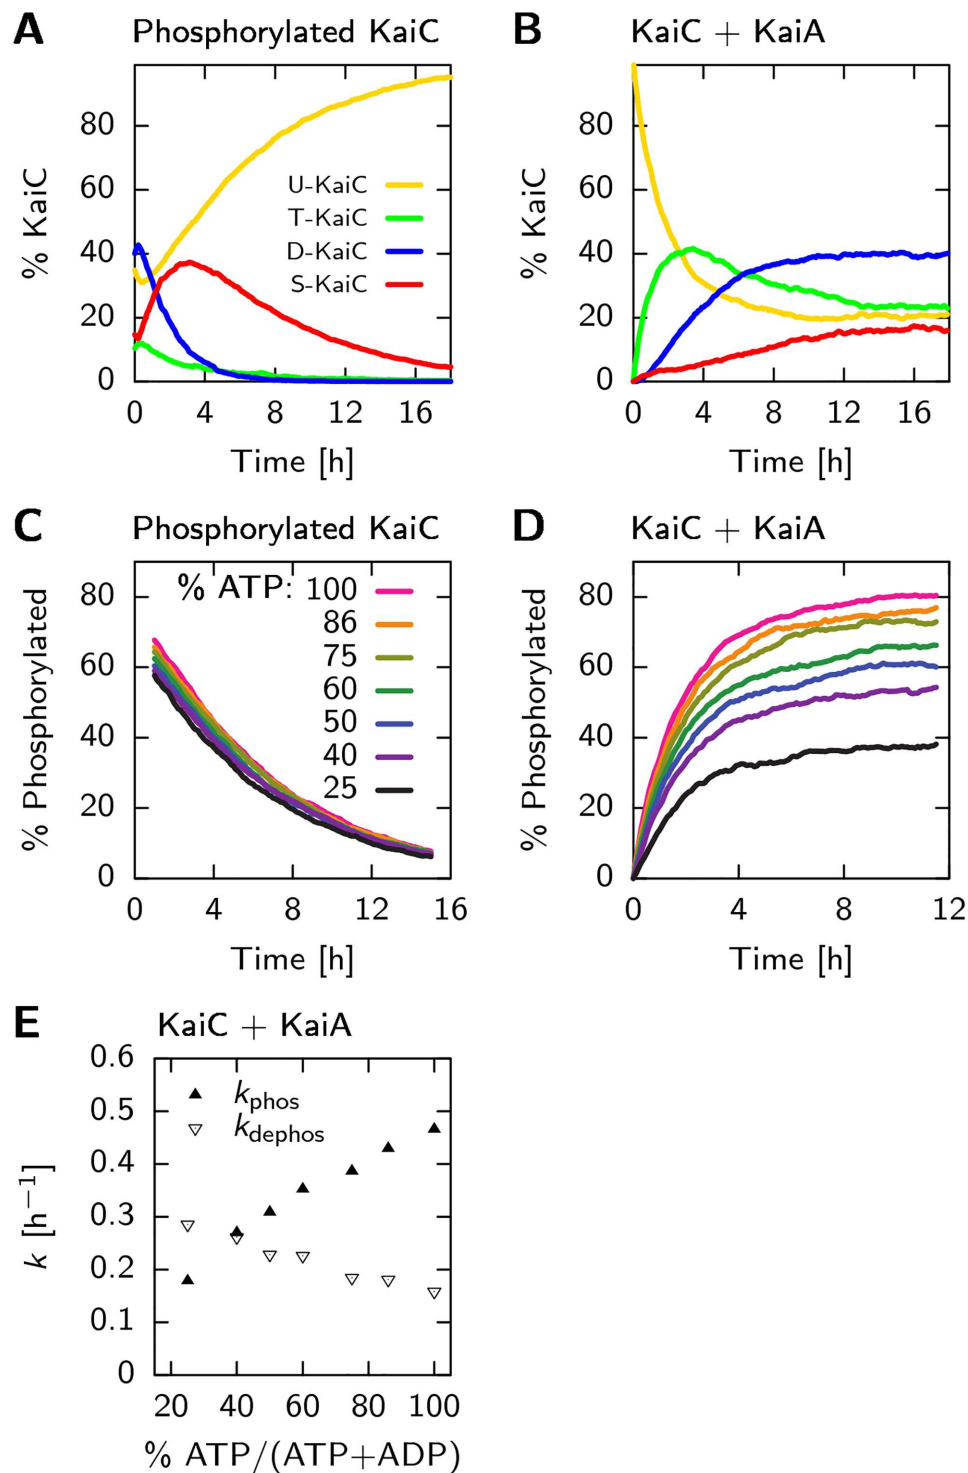 A Phosphorylated KaiC
% KaiC
80
60
40
20
0
U-KaiC
T-KaiC
D-KaiC
S-KaiC
0 4 8 12 16
Time [h]
B KaiC + KaiA
% KaiC
80
60
40
20
0
0 4 8 12 16
Time [h]
C Phosphorylated KaiC
% Phosphorylated
80
60
40
20
0
% ATP: 100
86
75
60
50
40
25
0 4 8 12 16
Time [h]
D KaiC + KaiA
% Phosphorylated
80
60
40
20
0
0 4 8 12
Time [h]
E KaiC + KaiA
k [h⁻¹]
0.6
0.5
0.4
0.3
0.2
0.1
0
k_phos
k_dephos
20 40 60 80 100
% ATP/(ATP+ADP)